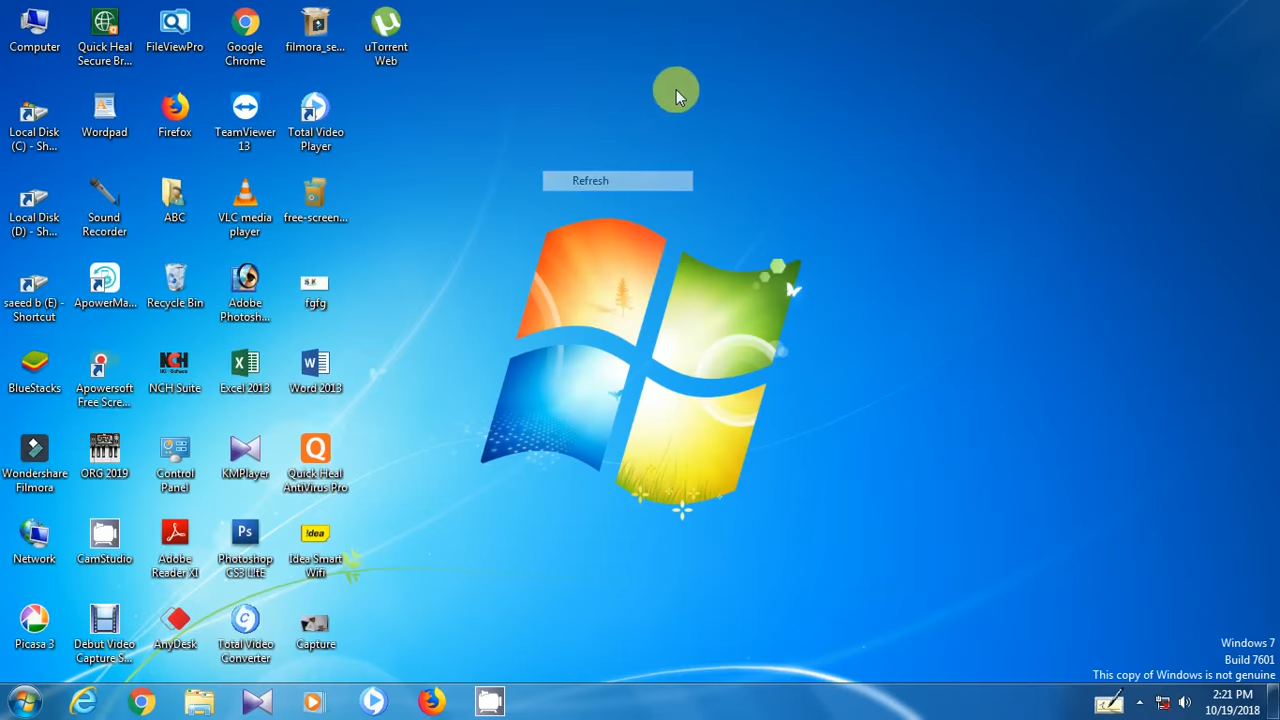 Computer
Quick Heal
Secure Br...
FileViewPro
Google
Chrome
filmora_se...
uTorrent
Web
Local Disk
(C) - Sh...
Wordpad
Firefox
TeamViewer
13
Total Video
Player
Refresh
Local Disk
(D) - Sh...
Sound
Recorder
ABC
VLC media
player
free-screen...
saeed b (E) -
Shortcut
ApowerMa...
Recycle Bin
Adobe
Photosh...
fgfg
BlueStacks
Apowersoft
Free Scre...
NCH
NCH Suite
Excel 2013
Word 2013
Wondershare
Filmora
ORG 2019
Control
Panel
KMPlayer
Quick Heal
AntiVirus Pro
Network
CamStudio
Adobe
Reader XI
Ps
Photoshop
CS3 LItE
!dea
Idea Smart
Wifi
Picasa 3
Debut Video
Capture S...
AnyDesk
Total Video
Converter
Capture
Windows 7
Build 7601
This copy of Windows is not genuine
2:21 PM
10/19/2018